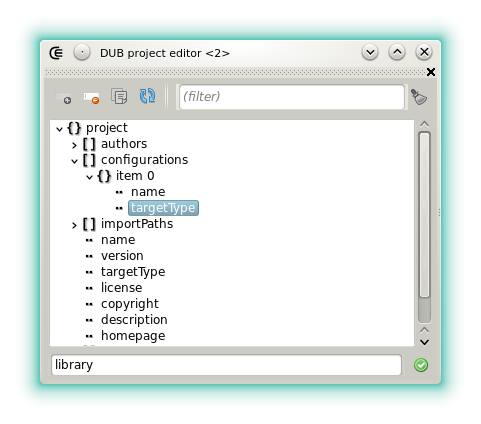 DUB project editor <2>
(filter)
{} project
[] authors
[] configurations
{} item 0
name
targetType
[] importPaths
name
version
targetType
license
copyright
description
homepage
library